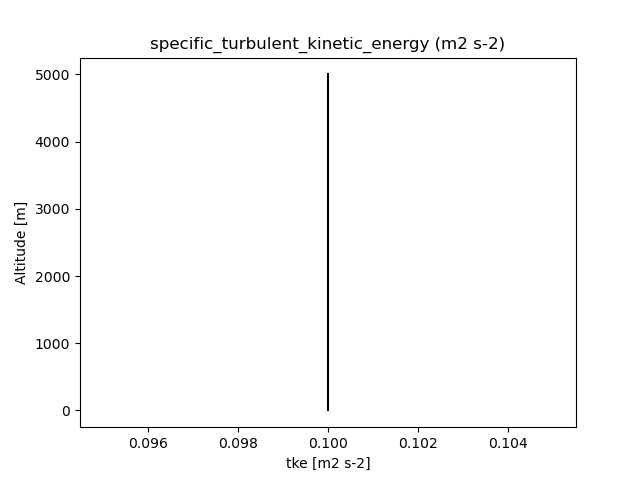 specific_turbulent_kinetic_energy (m2 s-2)
5000
4000
3000
2000
1000
0
Altitude [m]
0.096 0.098 0.100 0.102 0.104
tke [m2 s-2]